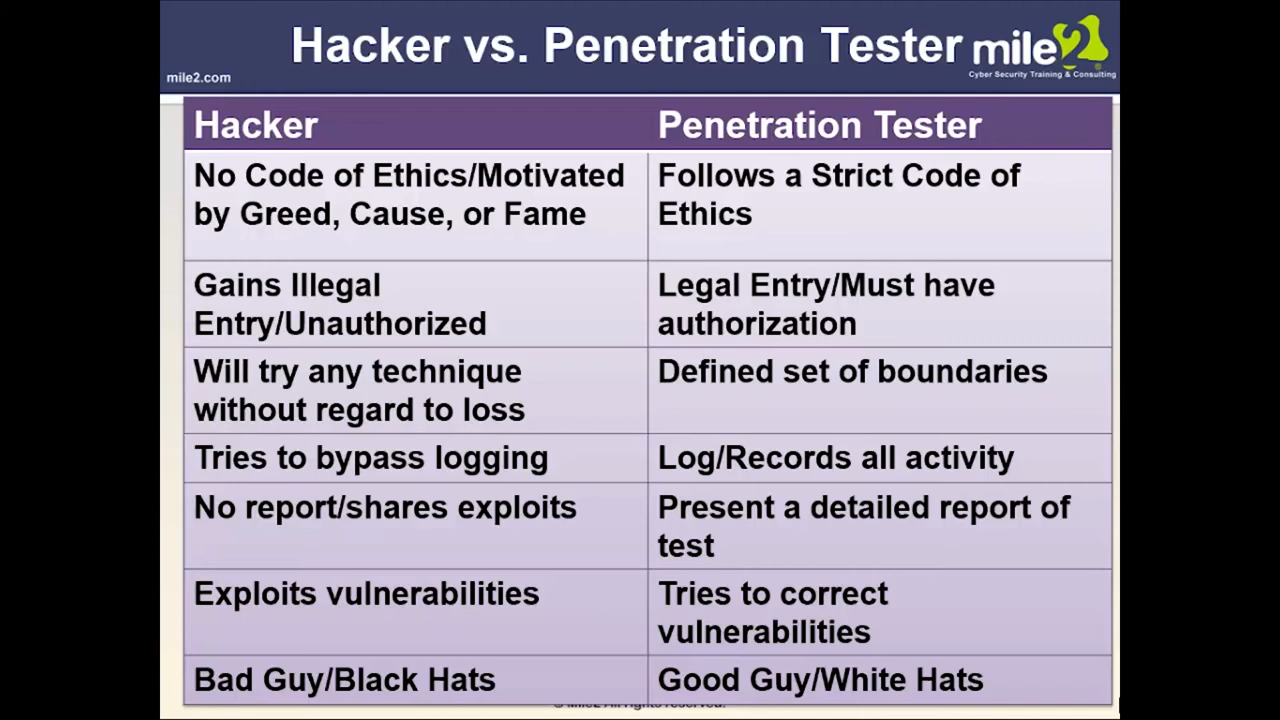 Hacker vs. Penetration Tester
mile2
Cyber Security Training & Consulting
mile2.com
Hacker
Penetration Tester
No Code of Ethics/Motivated
by Greed, Cause, or Fame
Follows a Strict Code of
Ethics
Gains Illegal
Entry/Unauthorized
Legal Entry/Must have
authorization
Will try any technique
without regard to loss
Defined set of boundaries
Tries to bypass logging
Log/Records all activity
No report/shares exploits
Present a detailed report of
test
Exploits vulnerabilities
Tries to correct
vulnerabilities
Bad Guy/Black Hats
Good Guy/White Hats
© Mile2 All rights reserved.